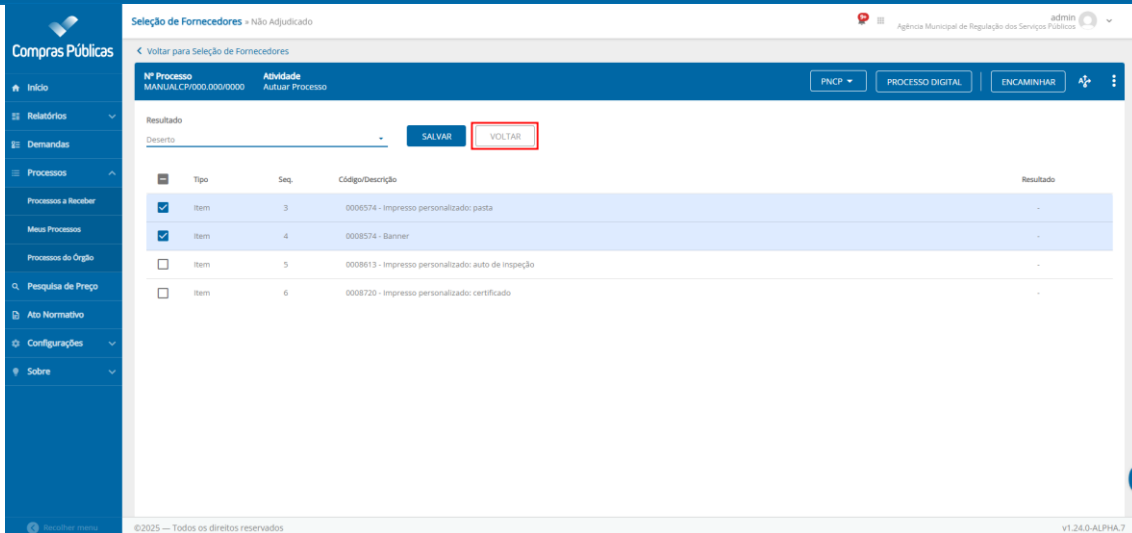 Compras Públicas
Início
Relatórios
Demandas
Processos
Processos a Receber
Meus Processos
Processos do Órgão
Pesquisa de Preço
Ato Normativo
Configurações
Sobre
Recolher menu
Seleção de Fornecedores » Não Adjudicado
admin
Agência Municipal de Regulação dos Serviços Públicos
Voltar para Seleção de Fornecedores
Nº Processo Atividade
MANUALCP/000.000/0000 Autuar Processo
PNCP PROCESSO DIGITAL ENCAMINHAR
Resultado
Deserto SALVAR VOLTAR
Tipo Seq. Código/Descrição Resultado
Item 3 0006574 - Impresso personalizado: pasta -
Item 4 0008574 - Banner -
Item 5 0008613 - Impresso personalizado: auto de inspeção -
Item 6 0008720 - Impresso personalizado: certificado -
©2025 — Todos os direitos reservados v1.24.0-ALPHA.7